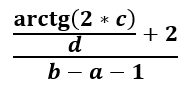 arctg(2 * c)
d
+ 2
b − a − 1